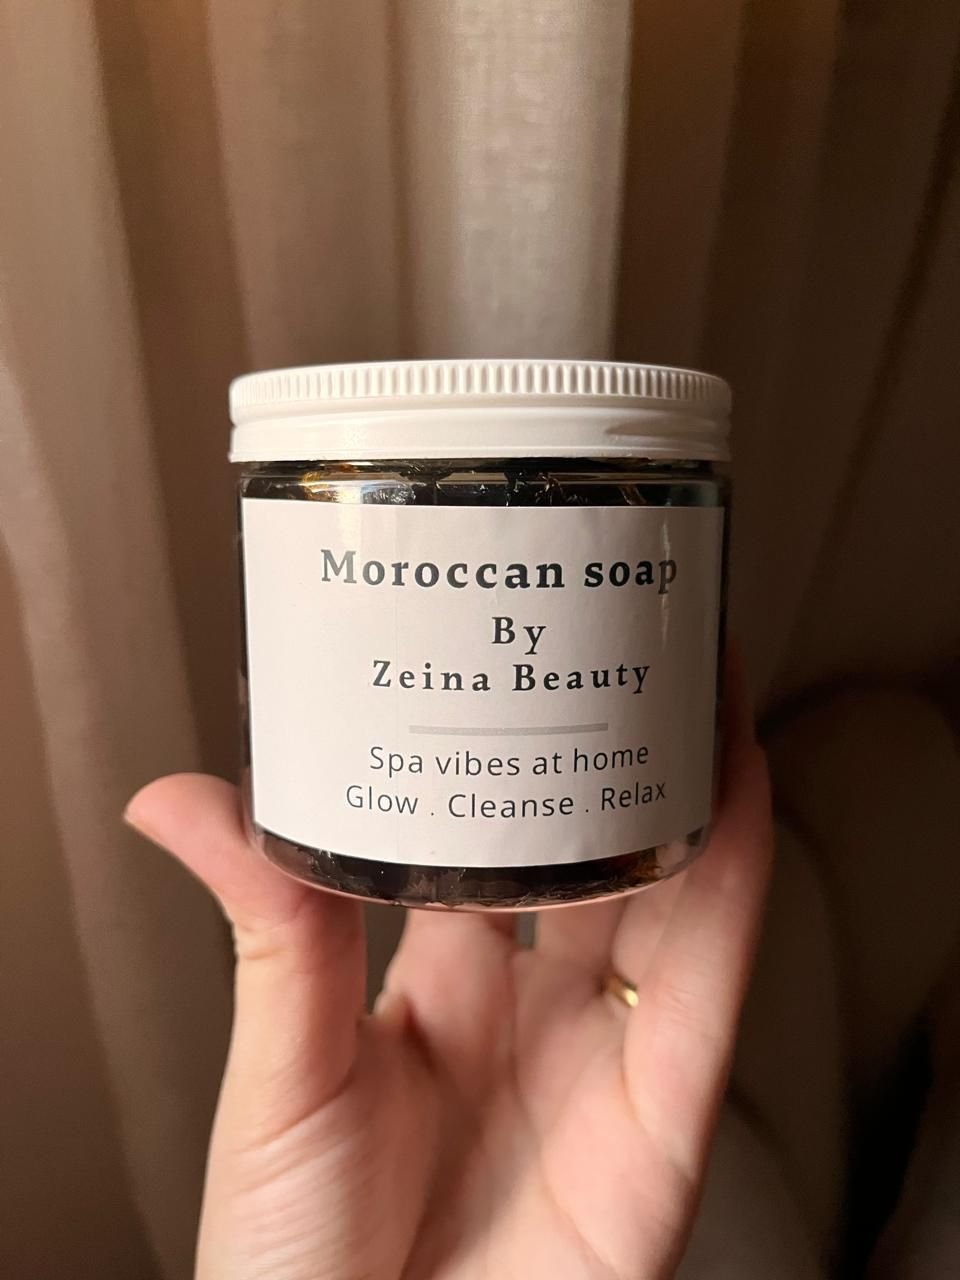 Moroccan soap
By
Zeina Beauty
Spa vibes at home
Glow . Cleanse . Relax